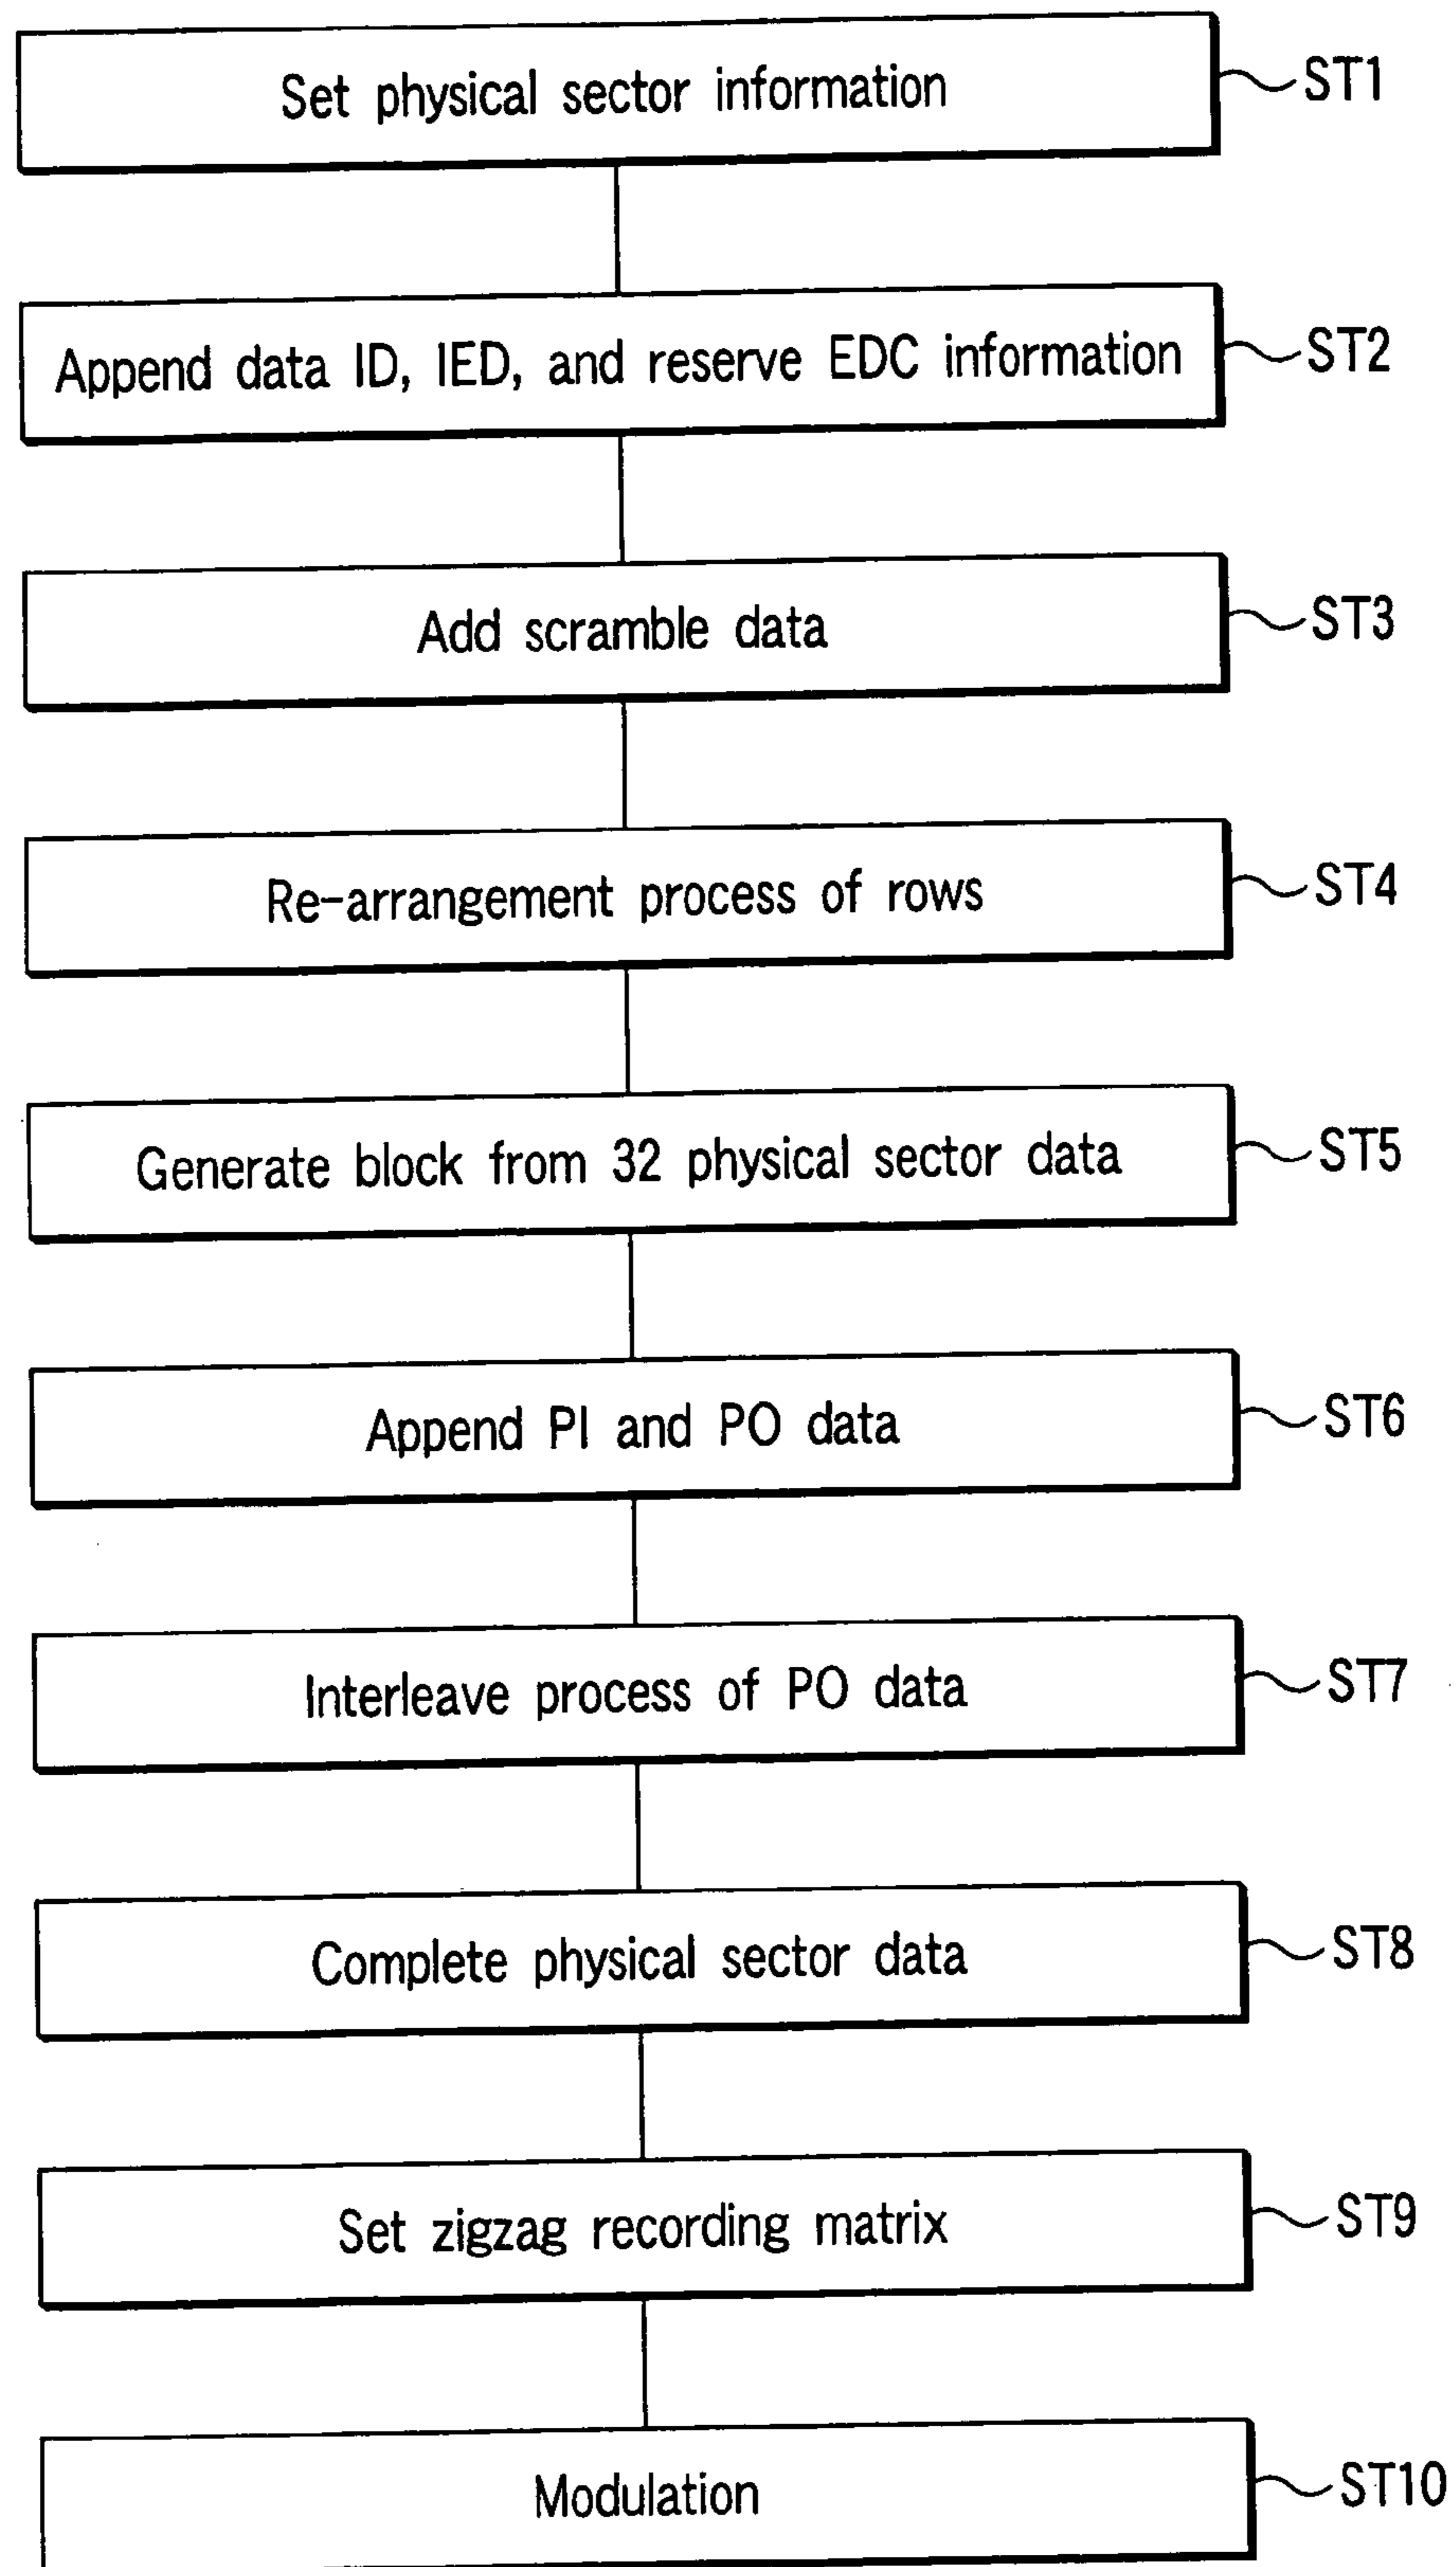 Set physical sector information ST1
Append data ID, IED, and reserve EDC information ST2
Add scramble data ST3
Re-arrangement process of rows ST4
Generate block from 32 physical sector data ST5
Append PI and PO data ST6
Interleave process of PO data ST7
Complete physical sector data ST8
Set zigzag recording matrix ST9
Modulation ST10